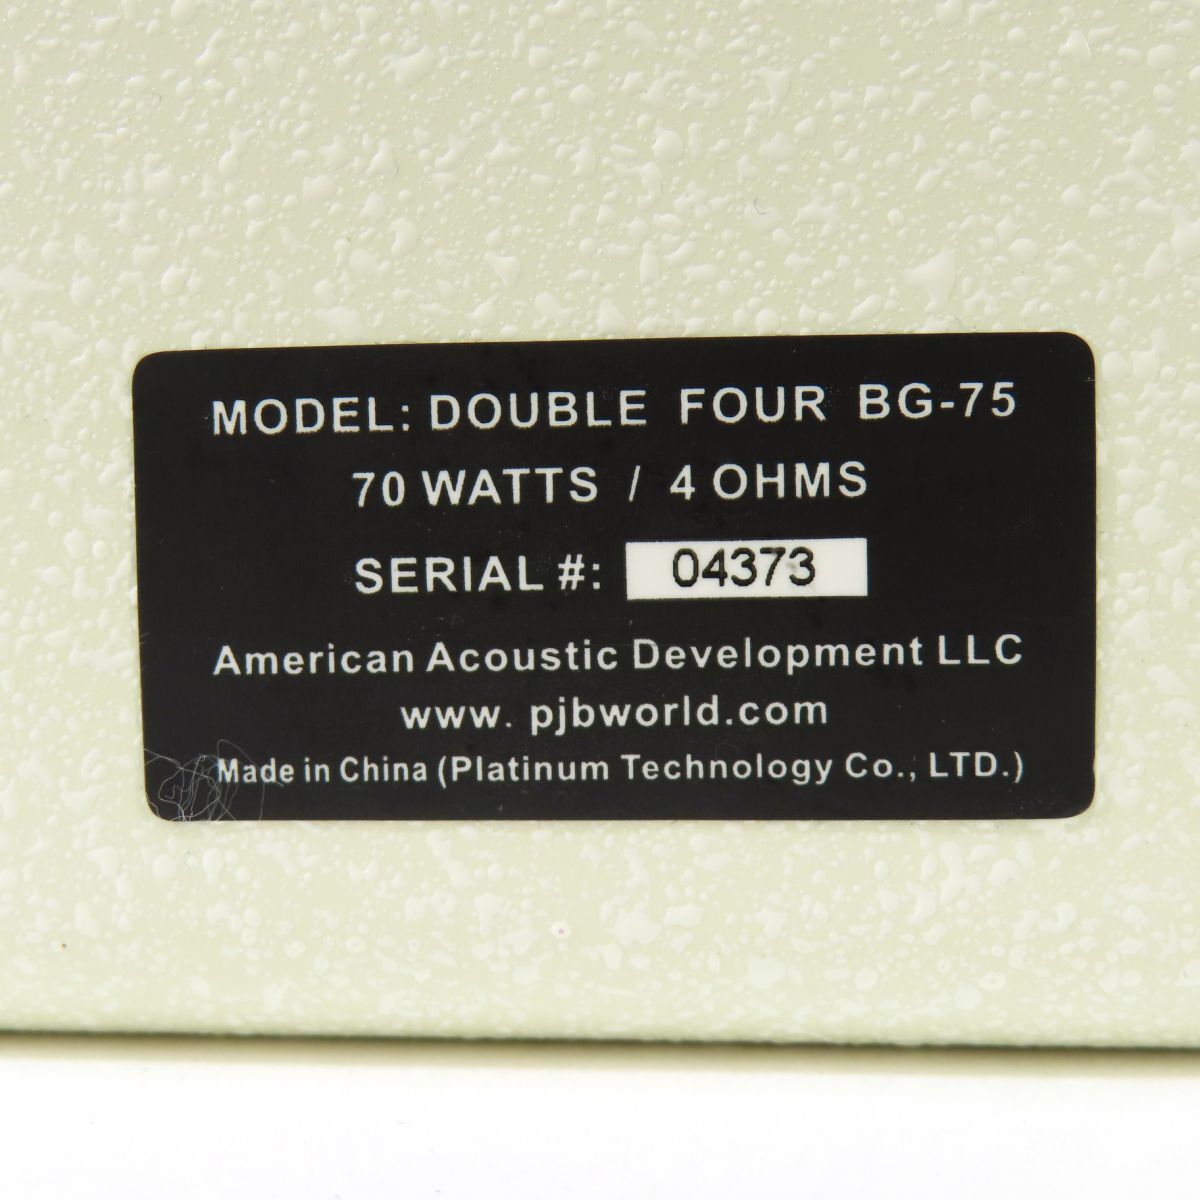 MODEL: DOUBLE FOUR BG-75
70 WATTS / 4 OHMS
SERIAL #: 04373
American Acoustic Development LLC
www. pjbworld.com
Made in China (Platinum Technology Co., LTD.)